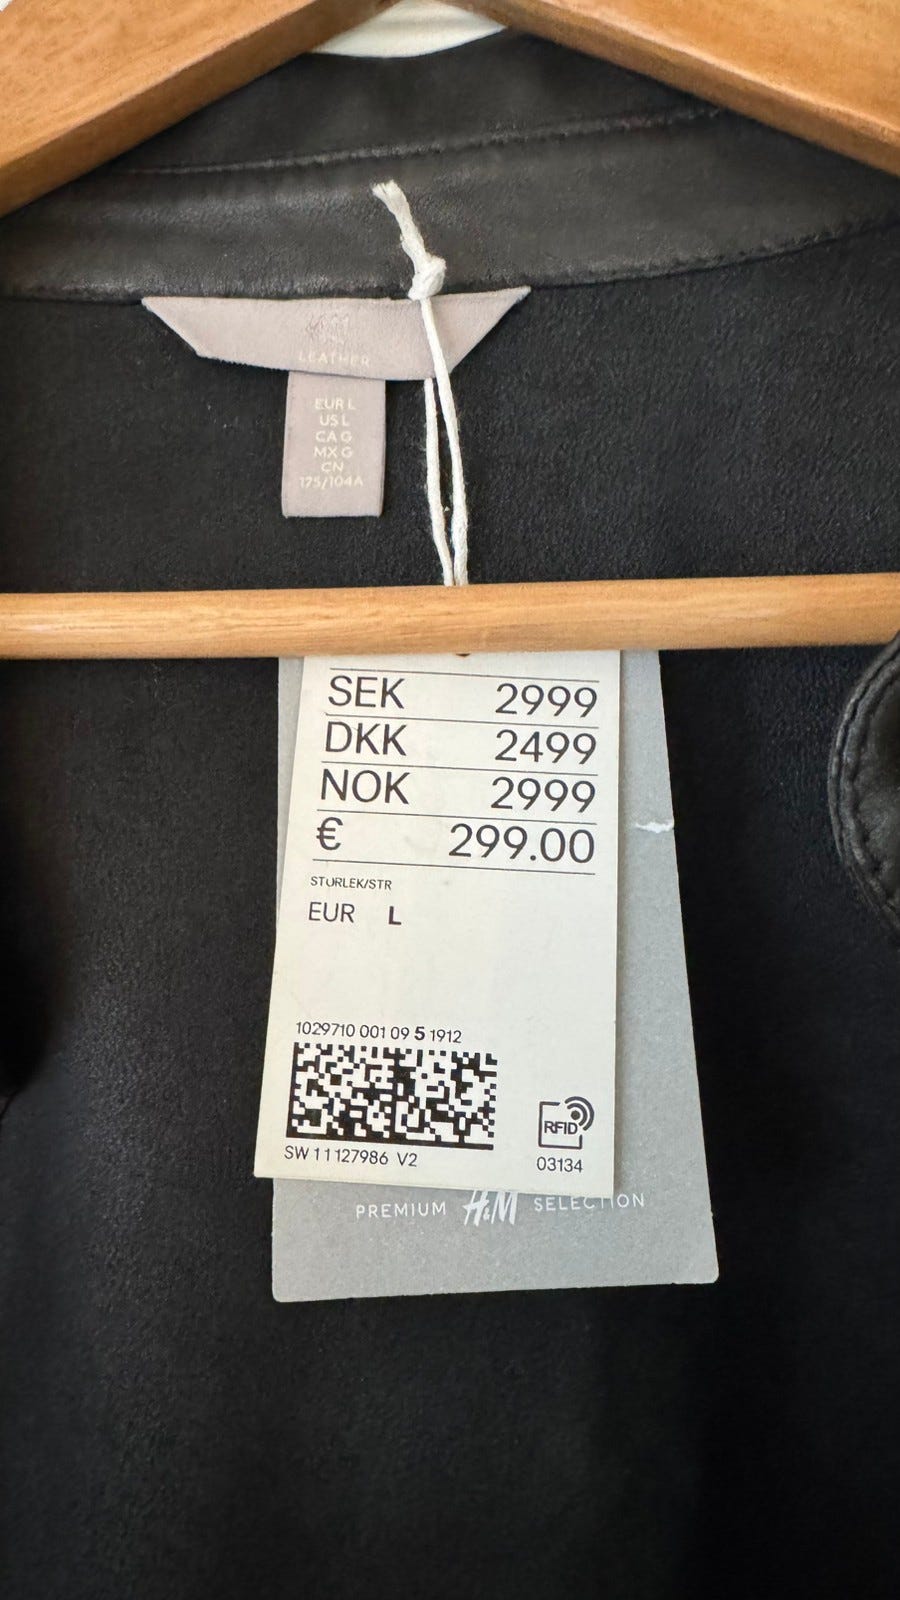 LEATHER
EUR L
US L
CA G
MX G
CN
175/104A
SEK 2999
DKK 2499
NOK 2999
€ 299.00
STORLEK/STR
EUR L
1029710 001 09 5 1912
RFID
SW 11127986 V2
03134
PREMIUM H&M SELECTION